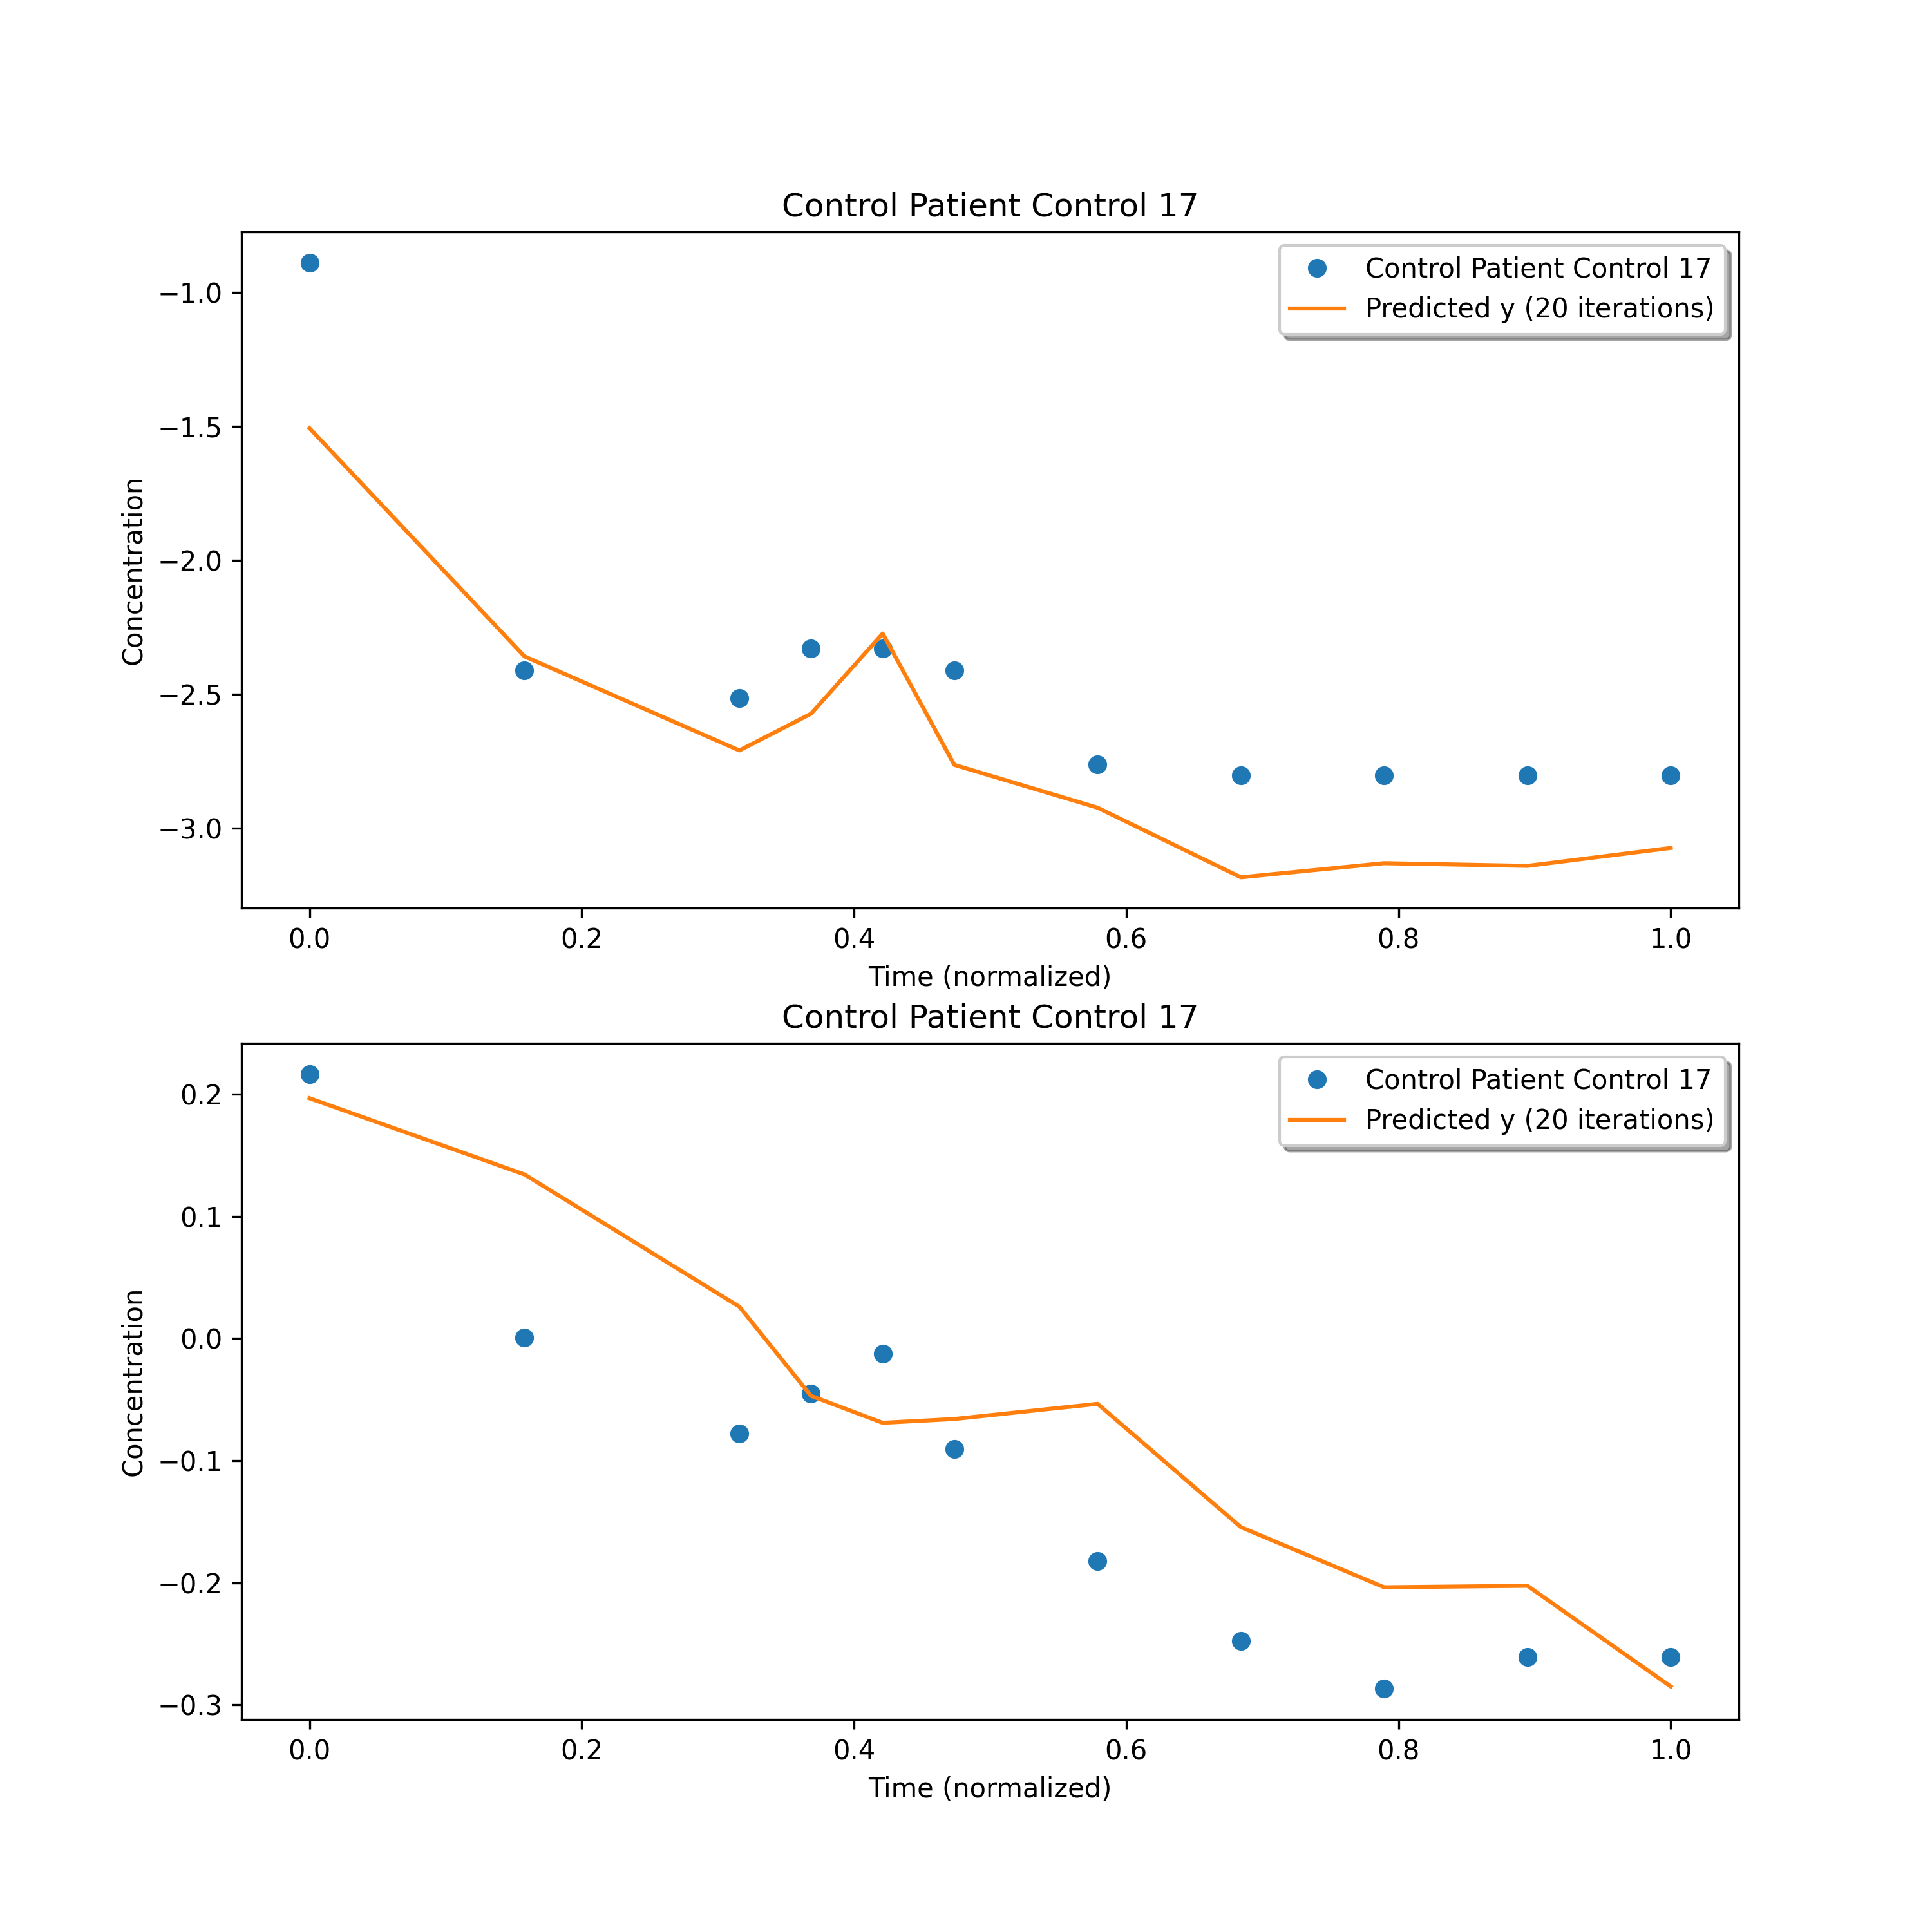 Control Patient Control 17
Control Patient Control 17
Predicted y (20 iterations)
−1.0
−1.5
−2.0
−2.5
−3.0
Concentration
0.0 0.2 0.4 0.6 0.8 1.0
Time (normalized)
Control Patient Control 17
Control Patient Control 17
Predicted y (20 iterations)
0.2
0.1
0.0
−0.1
−0.2
−0.3
Concentration
0.0 0.2 0.4 0.6 0.8 1.0
Time (normalized)